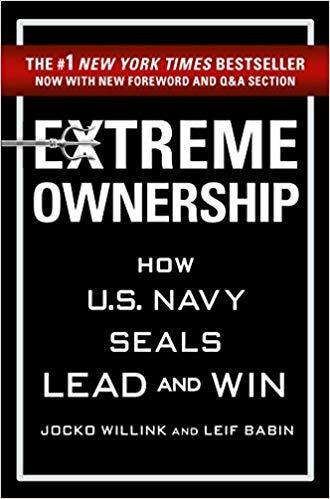 THE #1 NEW YORK TIMES BESTSELLER
NOW WITH NEW FOREWORD AND Q&A SECTION
EXTREME
OWNERSHIP
HOW
U.S. NAVY
SEALS
LEAD AND WIN
JOCKO WILLINK AND LEIF BABIN